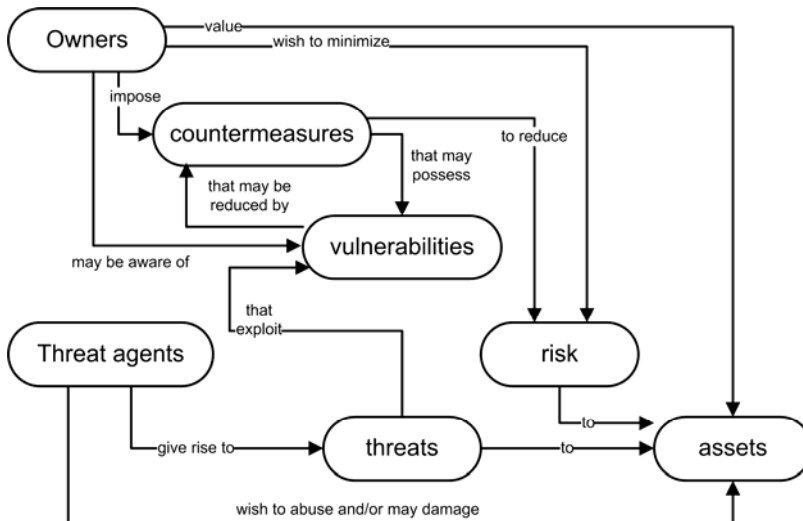 Owners
value
wish to minimize
impose
countermeasures
to reduce
that may
possess
that may be
reduced by
vulnerabilities
may be aware of
that
exploit
Threat agents
risk
give rise to
threats
to
to
assets
wish to abuse and/or may damage